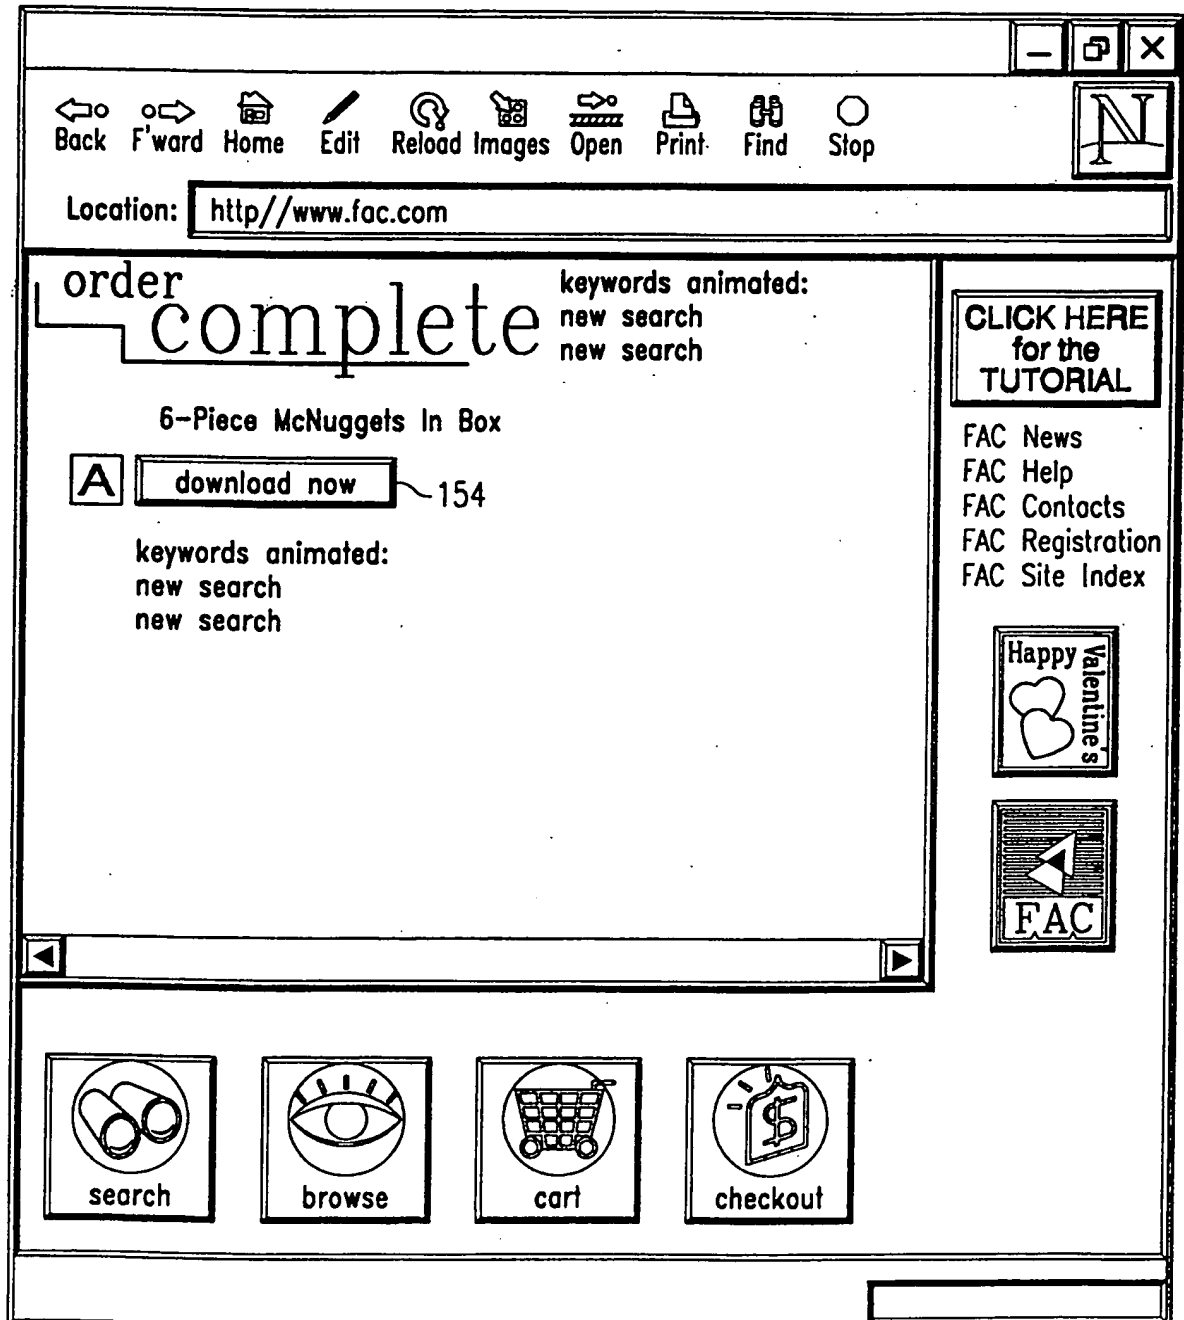 Back F'ward Home Edit Reload Images Open Print Find Stop
N
Location: http//www.fac.com
order
complete
keywords animated:
new search
new search
6-Piece McNuggets In Box
A download now 154
keywords animated:
new search
new search
CLICK HERE
for the
TUTORIAL
FAC News
FAC Help
FAC Contacts
FAC Registration
FAC Site Index
Happy
Valentine's
FAC
$
search browse cart checkout